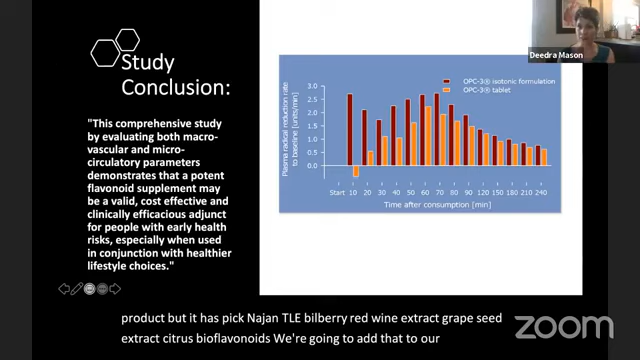 Deedra Mason
Study
Conclusion:
"This comprehensive study
by evaluating both macro-
vascular and micro-
circulatory parameters
demonstrates that a potent
flavonoid supplement may
be a valid, cost effective and
clinically efficacious adjunct
for people with early health
risks, especially when used
in conjunction with healthier
lifestyle choices."
OPC-3® isotonic formulation
OPC-3® tablet
Plasma radical reduction rate
to baseline [units/min]
3.0
2.5
2.0
1.5
1.0
0.5
0.0
Start 10 20 30 40 50 60 70 80 90 120 150 180 210 240
Time after consumption [min]
product but it has pick Najan TLE bilberry red wine extract grape seed
extract citrus bioflavonoids We're going to add that to our
zoom